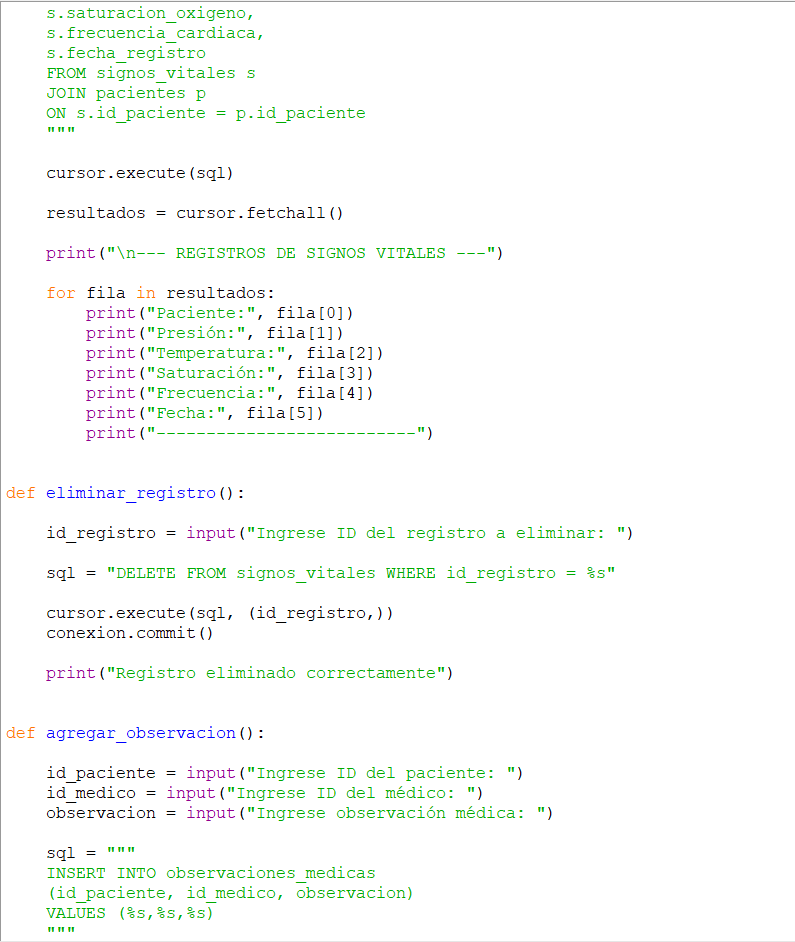 s.saturacion_oxigeno,
s.frecuencia_cardiaca,
s.fecha_registro
FROM signos_vitales s
JOIN pacientes p
ON s.id_paciente = p.id_paciente
"""
cursor.execute(sql)
resultados = cursor.fetchall()
print("\n--- REGISTROS DE SIGNOS VITALES ---")
for fila in resultados:
print("Paciente:", fila[0])
print("Presión:", fila[1])
print("Temperatura:", fila[2])
print("Saturación:", fila[3])
print("Frecuencia:", fila[4])
print("Fecha:", fila[5])
print("--------------------------")
def eliminar_registro():
id_registro = input("Ingrese ID del registro a eliminar: ")
sql = "DELETE FROM signos_vitales WHERE id_registro = %s"
cursor.execute(sql, (id_registro,))
conexion.commit()
print("Registro eliminado correctamente")
def agregar_observacion():
id_paciente = input("Ingrese ID del paciente: ")
id_medico = input("Ingrese ID del médico: ")
observacion = input("Ingrese observación médica: ")
sql = """
INSERT INTO observaciones_medicas
(id_paciente, id_medico, observacion)
VALUES (%s,%s,%s)
"""